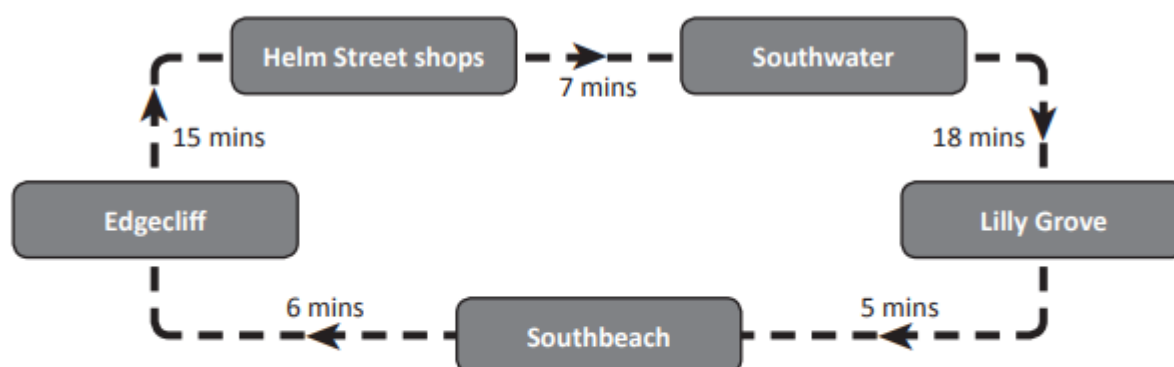 Helm Street shops
7 mins
Southwater
15 mins
18 mins
Edgecliff
Lilly Grove
6 mins
5 mins
Southbeach